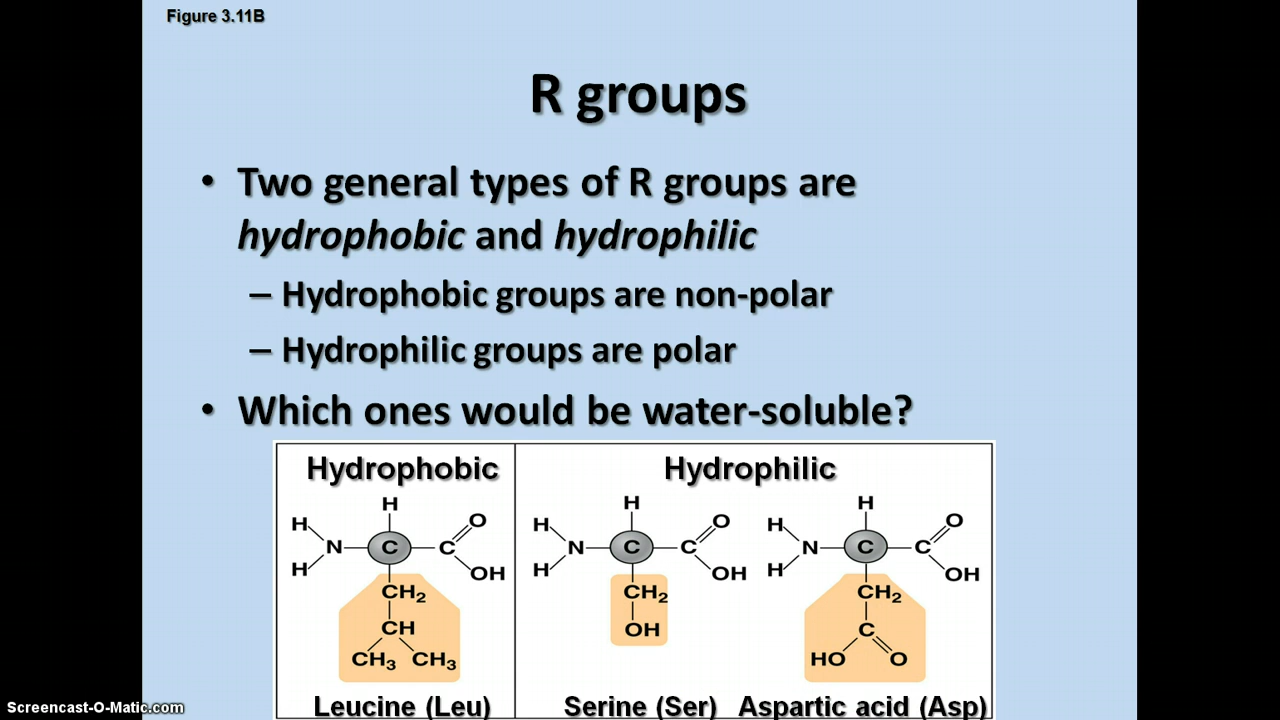 Figure 3.11B
R groups
• Two general types of R groups are
hydrophobic and hydrophilic
– Hydrophobic groups are non-polar
– Hydrophilic groups are polar
• Which ones would be water-soluble?
Hydrophobic
H
H
N
H
C
C
O
OH
CH₂
CH
CH₃ CH₃
Leucine (Leu)
Hydrophilic
H
H
N
H
C
C
O
OH
CH₂
OH
Serine (Ser)
H
H
N
H
C
C
O
OH
CH₂
C
HO O
Aspartic acid (Asp)
Screencast-O-Matic.com